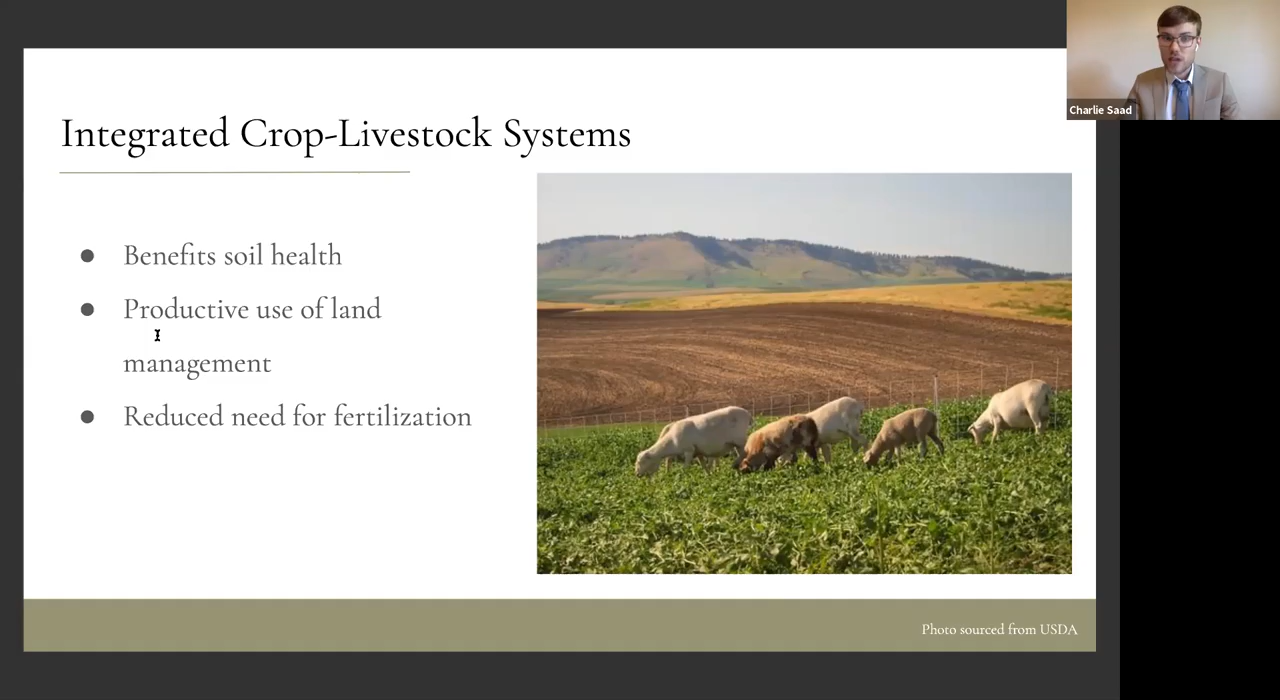 Charlie Saad
Integrated Crop-Livestock Systems
● Benefits soil health
● Productive use of land
management
● Reduced need for fertilization
Photo sourced from USDA